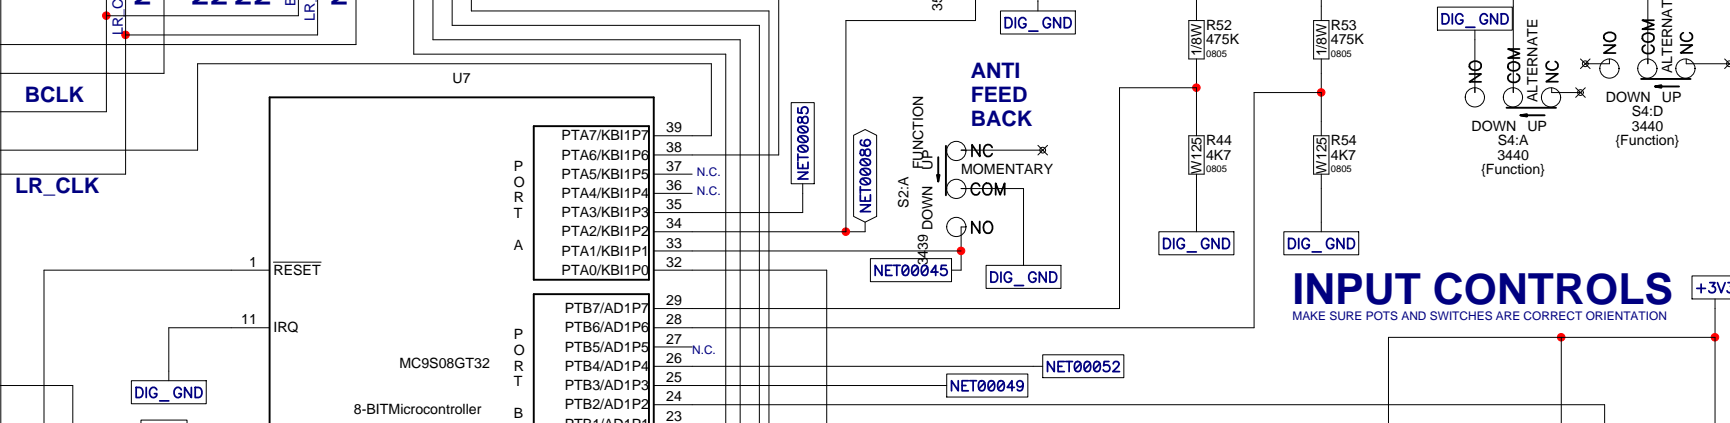 BCLK
LR_CLK
U7
PTA7/KBI1P7
PTA6/KBI1P6
PTA5/KBI1P5
PTA4/KBI1P4
PTA3/KBI1P3
PTA2/KBI1P2
PTA1/KBI1P1
PTA0/KBI1P0
PORT A
39
38
37
36
35
34
33
32
N.C.
N.C.
1
RESET
11
IRQ
DIG_GND
MC9S08GT32
8-BITMicrocontroller
PORT B
PTB7/AD1P7
PTB6/AD1P6
PTB5/AD1P5
PTB4/AD1P4
PTB3/AD1P3
PTB2/AD1P2
29
28
27
26
25
24
23
N.C.
NET00085
NET00086
ANTI
FEED
BACK
DIG_GND
S2:A
FUNCTION
DOWN UP
3439
NC
MOMENTARY
COM
NO
NET00045
DIG_GND
NET00052
NET00049
R52
475K
0805
1/8W
R44
4K7
0805
W125
DIG_GND
R53
475K
0805
1/8W
R54
4K7
0805
W125
DIG_GND
DIG_GND
NO
COM
ALTERNATE
NC
DOWN UP
S4:A
3440
{Function}
NO
COM
NC
DOWN UP
S4:D
3440
{Function}
INPUT CONTROLS
MAKE SURE POTS AND SWITCHES ARE CORRECT ORIENTATION